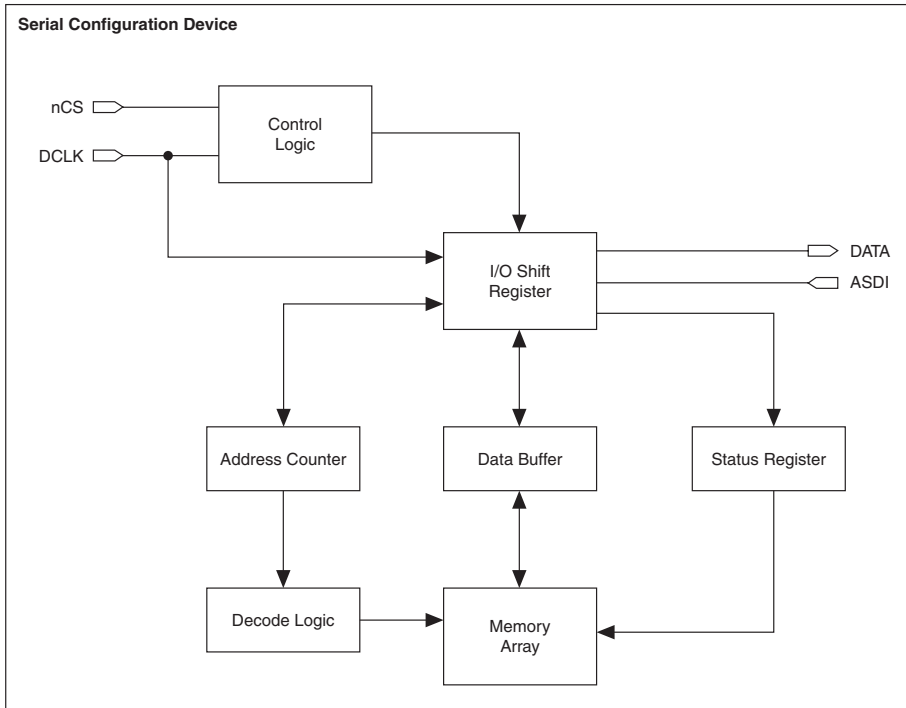 Serial Configuration Device
nCS
Control
Logic
DCLK
I/O Shift
Register
DATA
ASDI
Address Counter
Data Buffer
Status Register
Decode Logic
Memory
Array